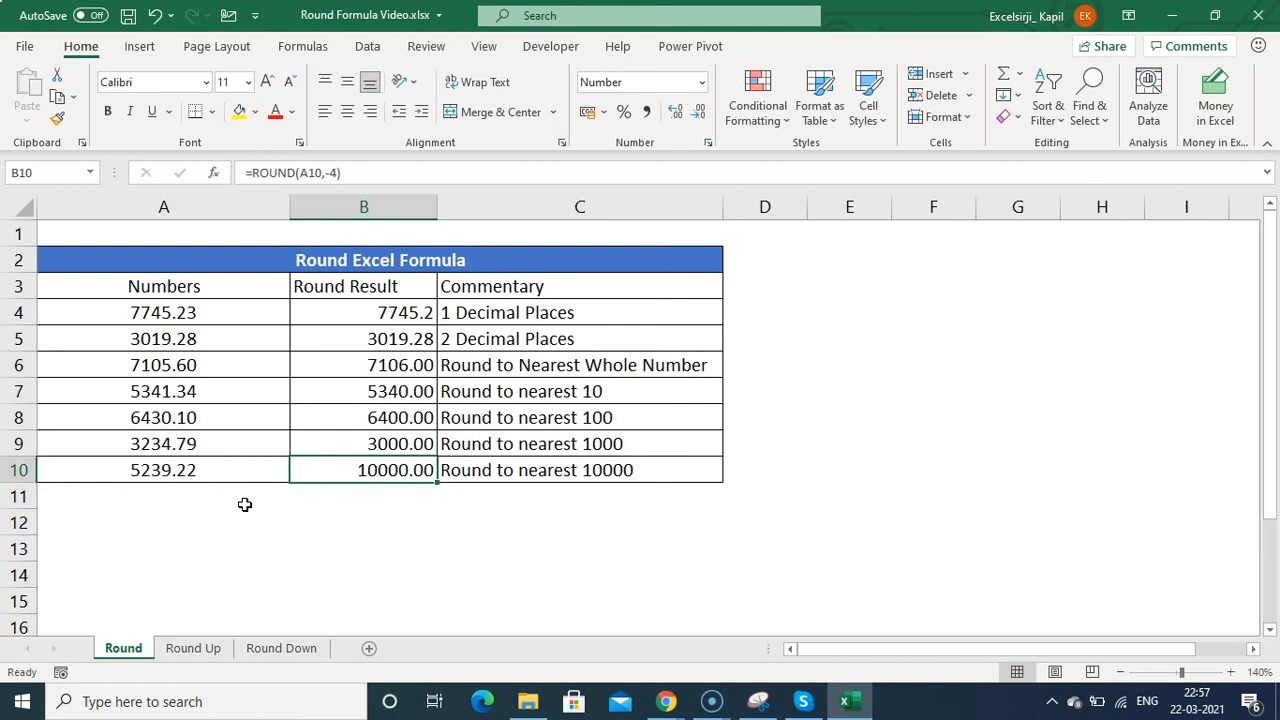 AutoSave Off Round Formula Video.xlsx Search Excelsirji_ Kapil EK
File Home Insert Page Layout Formulas Data Review View Developer Help Power Pivot Share Comments
Paste Calibri 11 A A Wrap Text Number Conditional Formatting Format as Table Cell Styles Insert Delete Format Sort & Filter Find & Select Analyze Data Money in Excel
B I U A Merge & Center % ,
Clipboard Font Alignment Number Styles Cells Editing Analysis Money in Ex...
B10 fx =ROUND(A10,-4)
A B C D E F G H I
1
2 Round Excel Formula
3 Numbers Round Result Commentary
4 7745.23 7745.2 1 Decimal Places
5 3019.28 3019.28 2 Decimal Places
6 7105.60 7106.00 Round to Nearest Whole Number
7 5341.34 5340.00 Round to nearest 10
8 6430.10 6400.00 Round to nearest 100
9 3234.79 3000.00 Round to nearest 1000
10 5239.22 10000.00 Round to nearest 10000
11
12
13
14
15
16
Round Round Up Round Down
Ready 140%
Type here to search ENG 22:57
22-03-2021 6